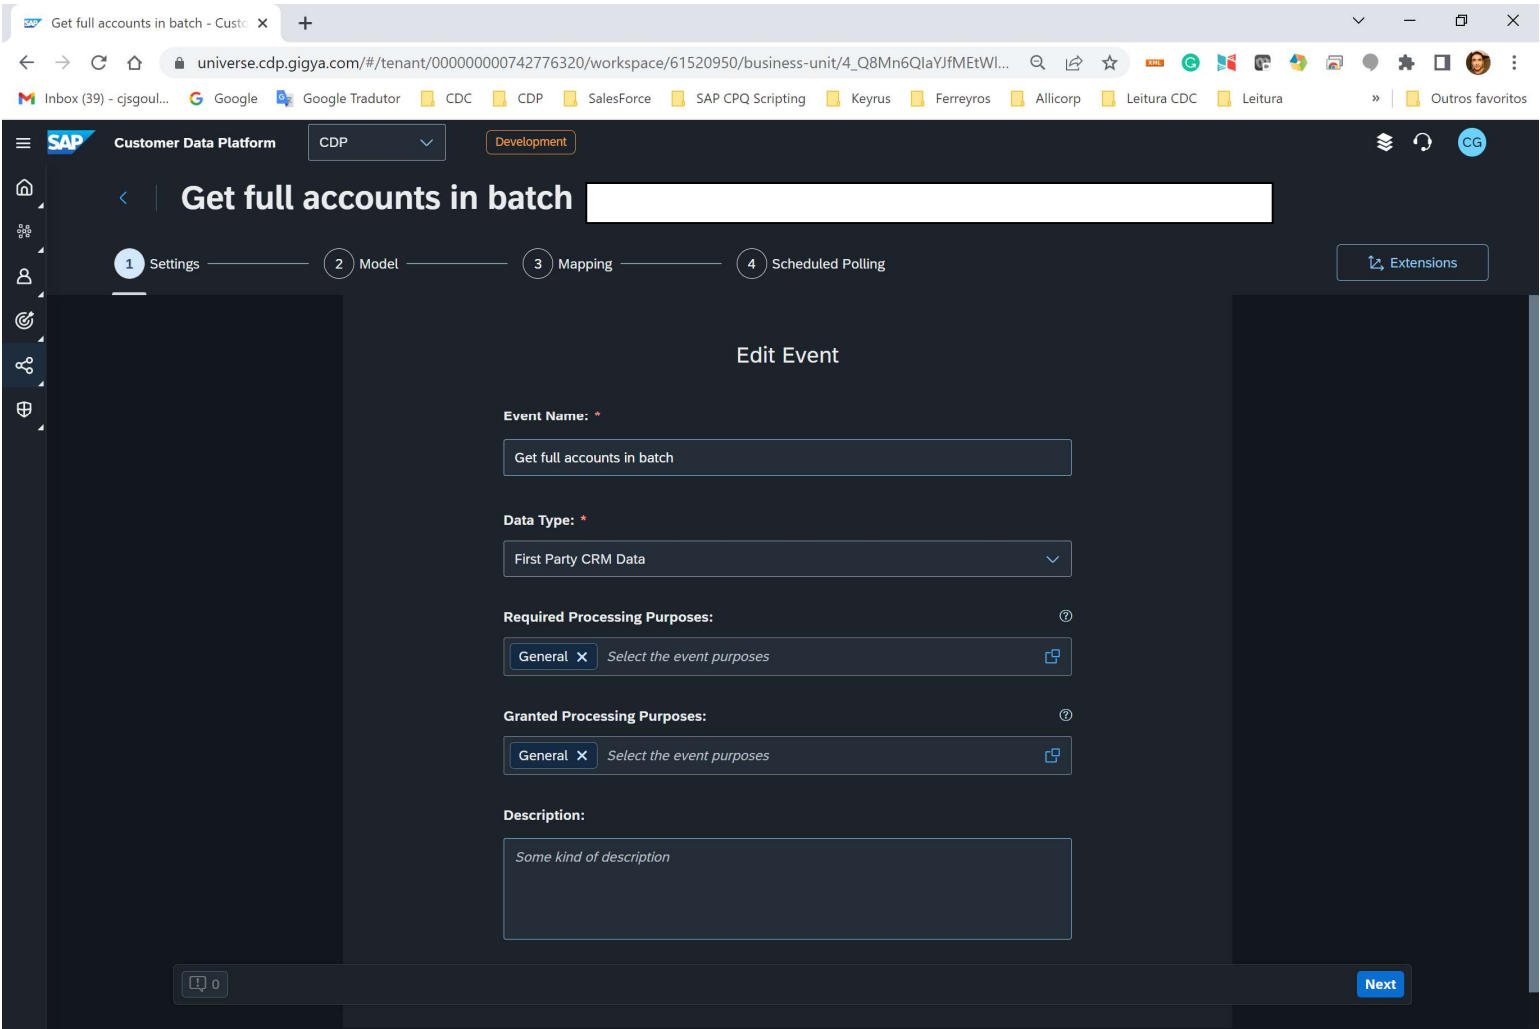 SAP Get full accounts in batch - Custo
universe.cdp.gigya.com/#/tenant/000000000742776320/workspace/61520950/business-unit/4_Q8Mn6QIaYJfMEtWl...
Inbox (39) - cjsgoul... Google Google Tradutor CDC CDP SalesForce SAP CPQ Scripting Keyrus Ferreyros Allicorp Leitura CDC Leitura » Outros favoritos
SAP Customer Data Platform CDP Development CG
Get full accounts in batch
1 Settings 2 Model 3 Mapping 4 Scheduled Polling Extensions
Edit Event
Event Name: *
Get full accounts in batch
Data Type: *
First Party CRM Data
Required Processing Purposes:
General Select the event purposes
Granted Processing Purposes:
General Select the event purposes
Description:
Some kind of description
0 Next